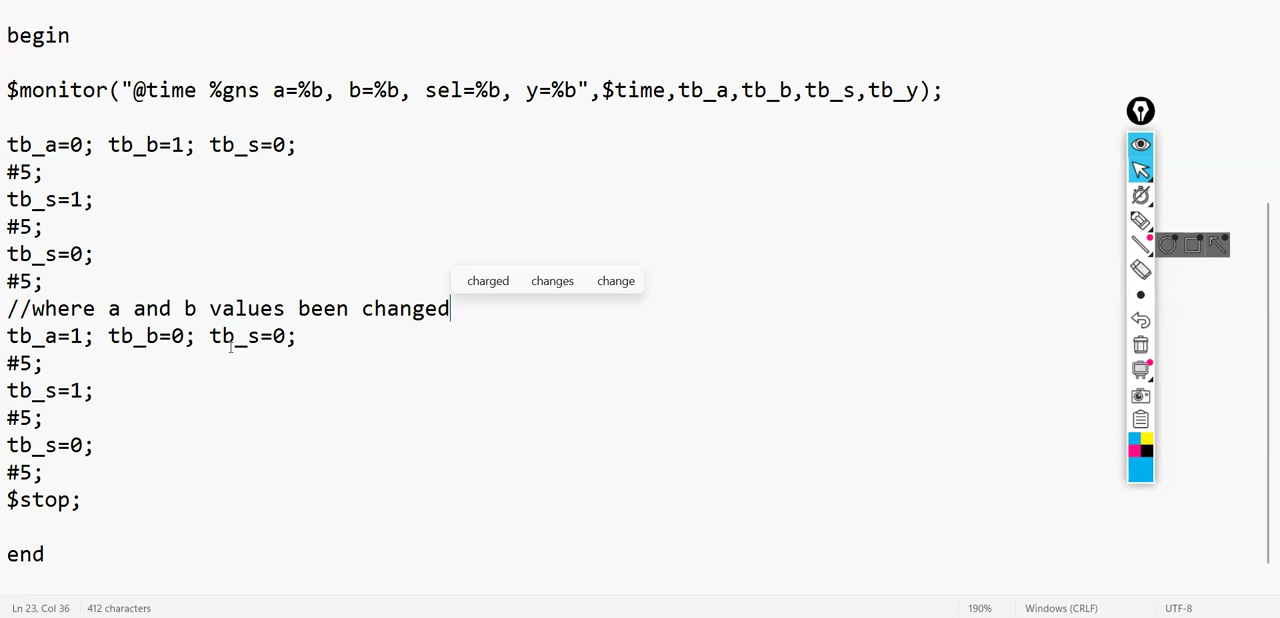 begin
$monitor("@time %gns a=%b, b=%b, sel=%b, y=%b",$time,tb_a,tb_b,tb_s,tb_y);
tb_a=0; tb_b=1; tb_s=0;
#5;
tb_s=1;
#5;
tb_s=0;
#5;
charged changes change
//where a and b values been changed
tb_a=1; tb_b=0; tb_s=0;
#5;
tb_s=1;
#5;
tb_s=0;
#5;
$stop;
end
Ln 23, Col 36 412 characters 190% Windows (CRLF) UTF-8